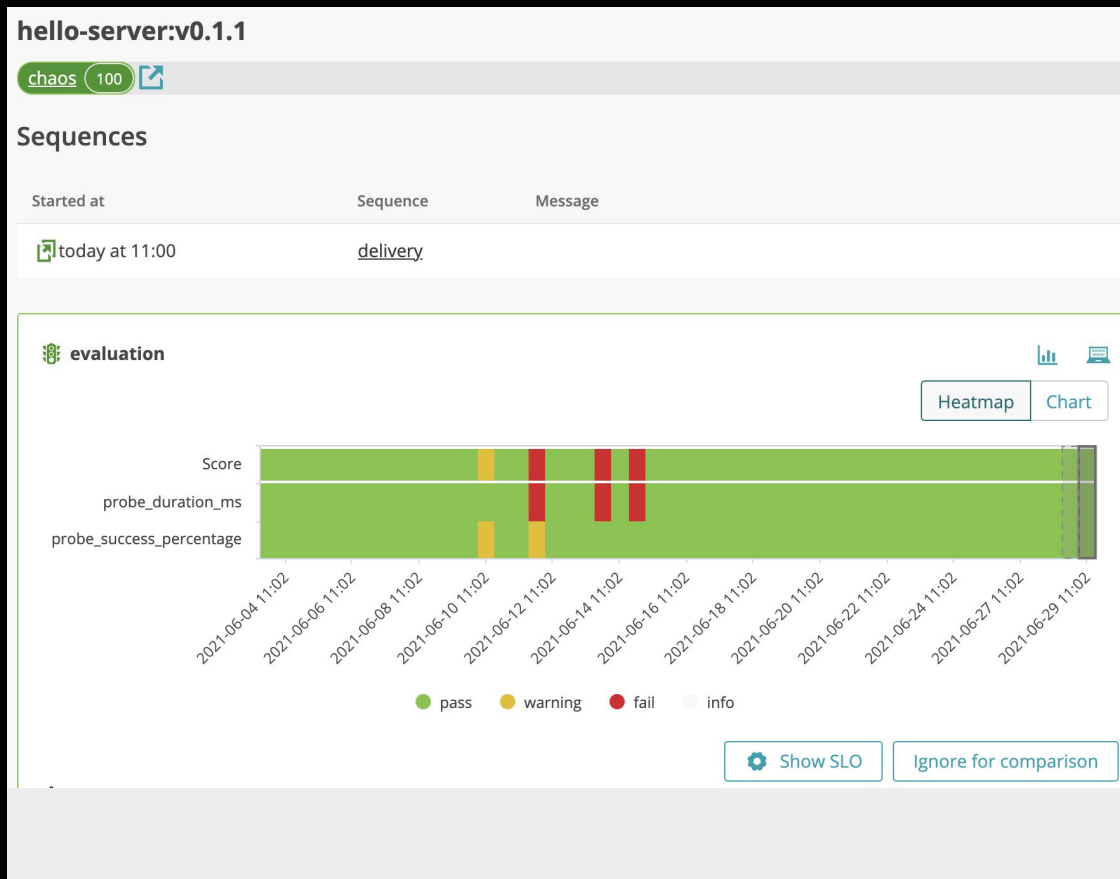 hello-server:v0.1.1
chaos 100
Sequences
Started at Sequence Message
today at 11:00 delivery
evaluation
Heatmap Chart
Score
probe_duration_ms
probe_success_percentage
2021-06-04 11:02
2021-06-06 11:02
2021-06-08 11:02
2021-06-10 11:02
2021-06-12 11:02
2021-06-14 11:02
2021-06-16 11:02
2021-06-18 11:02
2021-06-20 11:02
2021-06-22 11:02
2021-06-24 11:02
2021-06-27 11:02
2021-06-29 11:02
pass warning fail info
Show SLO Ignore for comparison